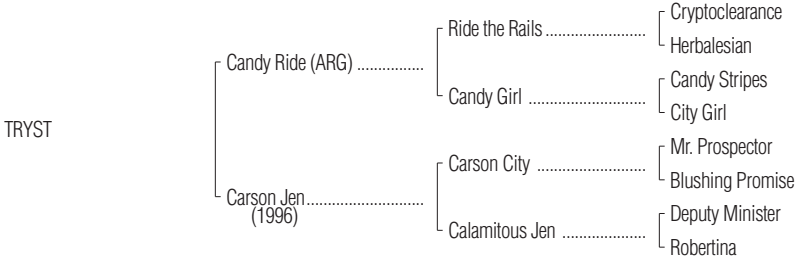 Cryptoclearance
Ride the Rails ........................
Herbalesian
Candy Ride (ARG) ................
Candy Stripes
Candy Girl ............................
City Girl
TRYST
Mr. Prospector
Carson City ..........................
Blushing Promise
Carson Jen............................
(1996)
Deputy Minister
Calamitous Jen ....................
Robertina